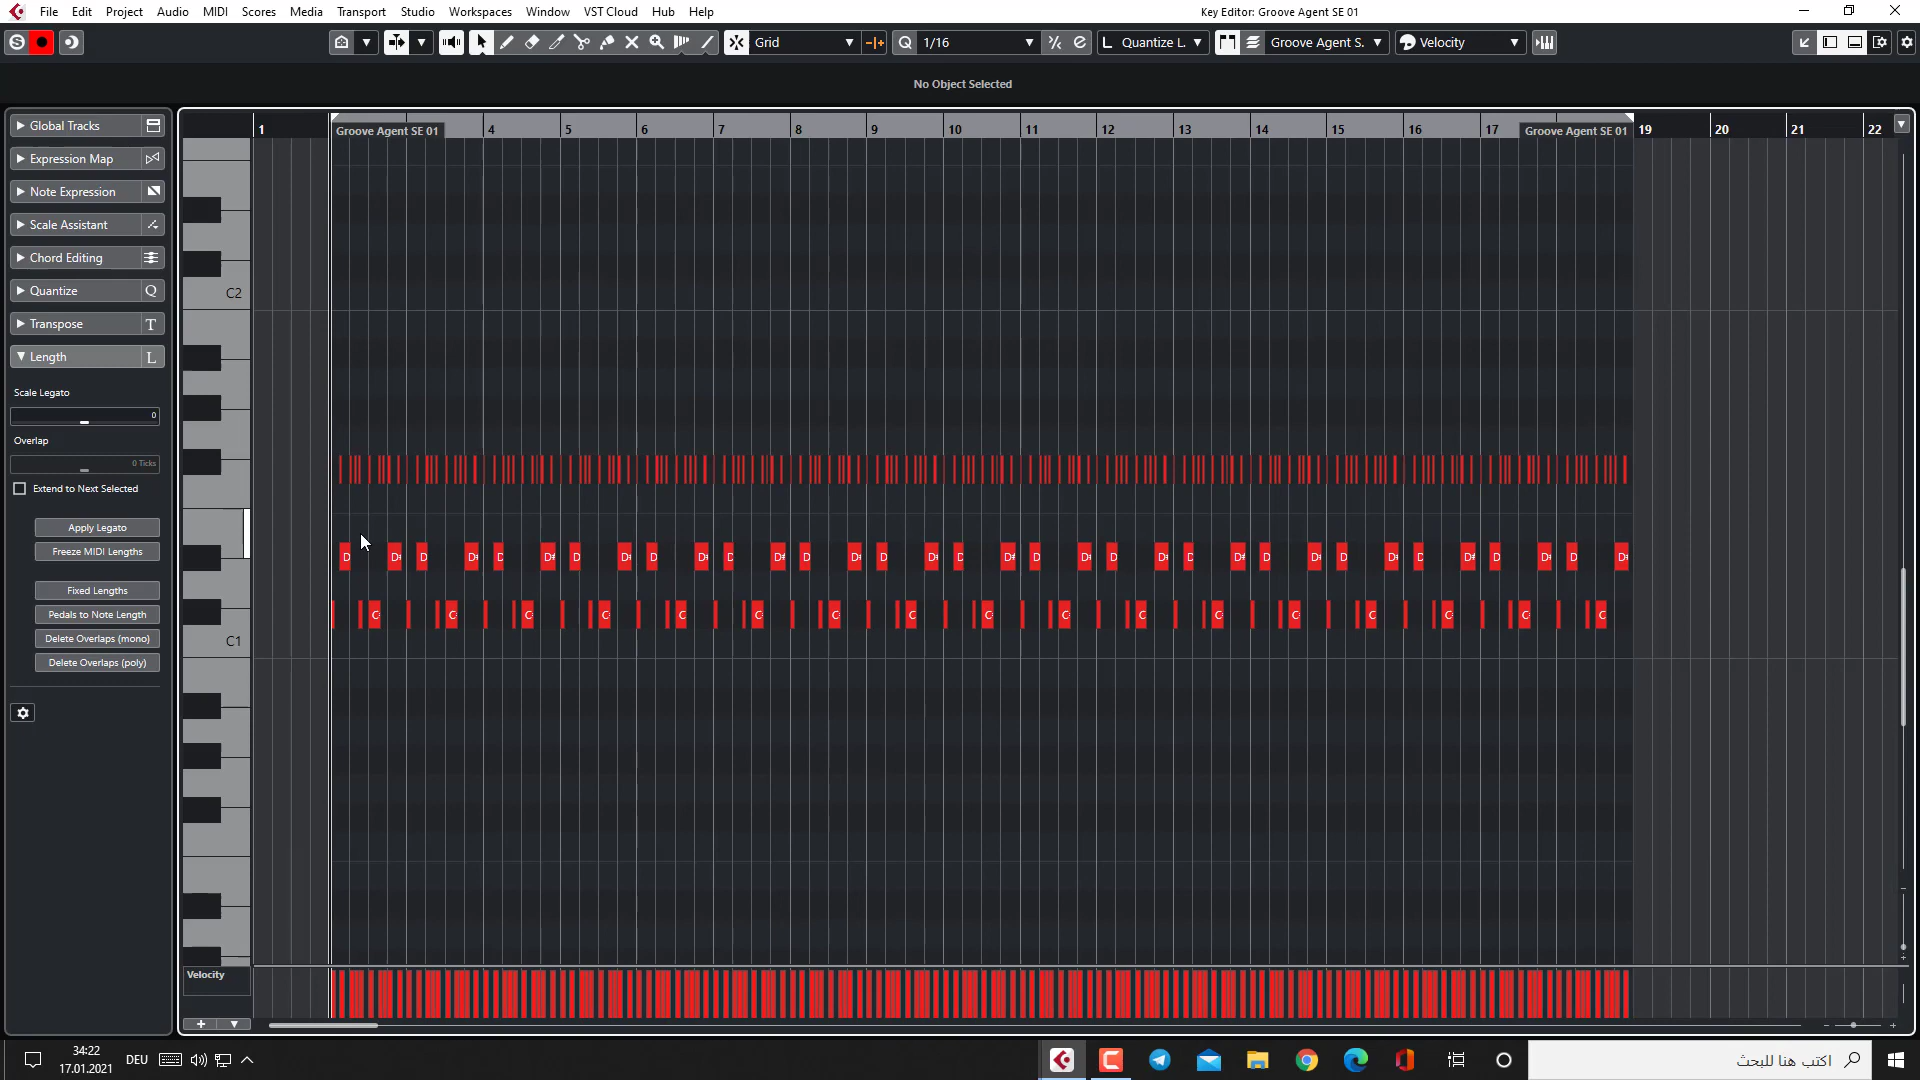 File Edit Project Audio MIDI Scores Media Transport Studio Workspaces Window VST Cloud Hub Help Key Editor: Groove Agent SE 01
Grid 1/16 L Quantize L. Groove Agent S. Velocity
No Object Selected
Global Tracks
Expression Map
Note Expression
Scale Assistant
Chord Editing
Quantize Q
Transpose T
Length L
Scale Legato
0
Overlap
0 Ticks
Extend to Next Selected
Apply Legato
Freeze MIDI Lengths
Fixed Lengths
Pedals to Note Length
Delete Overlaps (mono)
Delete Overlaps (poly)
1 Groove Agent SE 01 4 5 6 7 8 9 10 11 12 13 14 15 16 17 Groove Agent SE 01 19 20 21 22
C2
D D# D D# D D# D D# D D# D D# D D# D D# D D# D D# D D# D D# D D# D D# D D# D D# D D#
C C C C C C C C C C C C C C C C C
C1
Velocity
34:22
17.01.2021
DEU
اكتب هنا للبحث